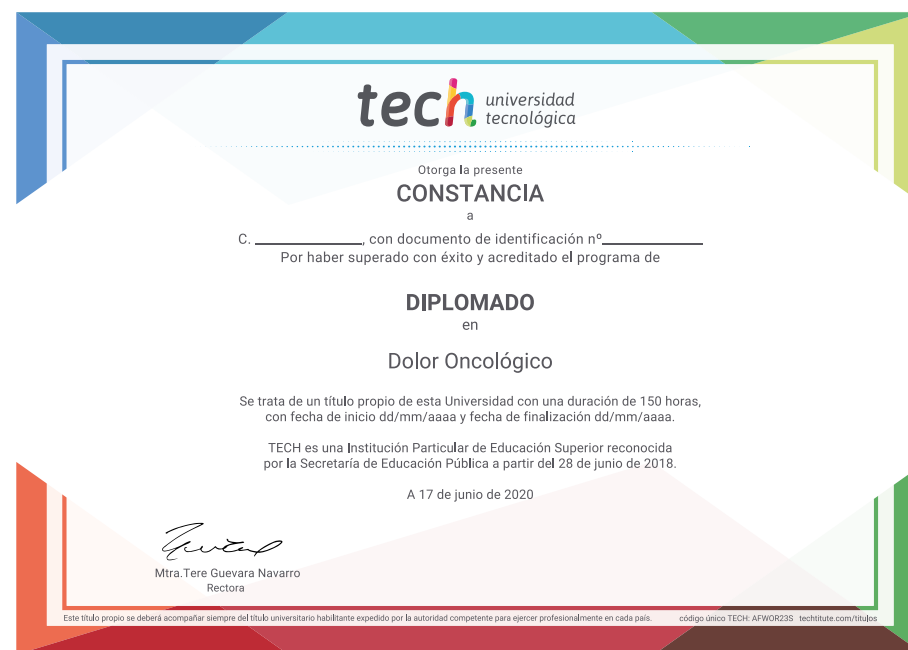 tech universidad
tecnológica
Otorga la presente
CONSTANCIA
a
C. ____________, con documento de identificación nº____________
Por haber superado con éxito y acreditado el programa de
DIPLOMADO
en
Dolor Oncológico
Se trata de un título propio de esta Universidad con una duración de 150 horas,
con fecha de inicio dd/mm/aaaa y fecha de finalización dd/mm/aaaa.
TECH es una Institución Particular de Educación Superior reconocida
por la Secretaría de Educación Pública a partir del 28 de junio de 2018.
A 17 de junio de 2020
Mtra.Tere Guevara Navarro
Rectora
Este título propio se deberá acompañar siempre del título universitario habilitante expedido por la autoridad competente para ejercer profesionalmente en cada país. código único TECH: AFWOR23S techtitute.com/titulos